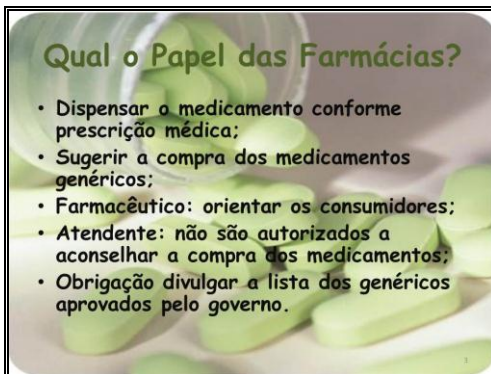 Qual o Papel das Farmácias?
• Dispensar o medicamento conforme
prescrição médica;
• Sugerir a compra dos medicamentos
genéricos;
• Farmacêutico: orientar os consumidores;
• Atendente: não são autorizados a
aconselhar a compra dos medicamentos;
• Obrigação divulgar a lista dos genéricos
aprovados pelo governo.